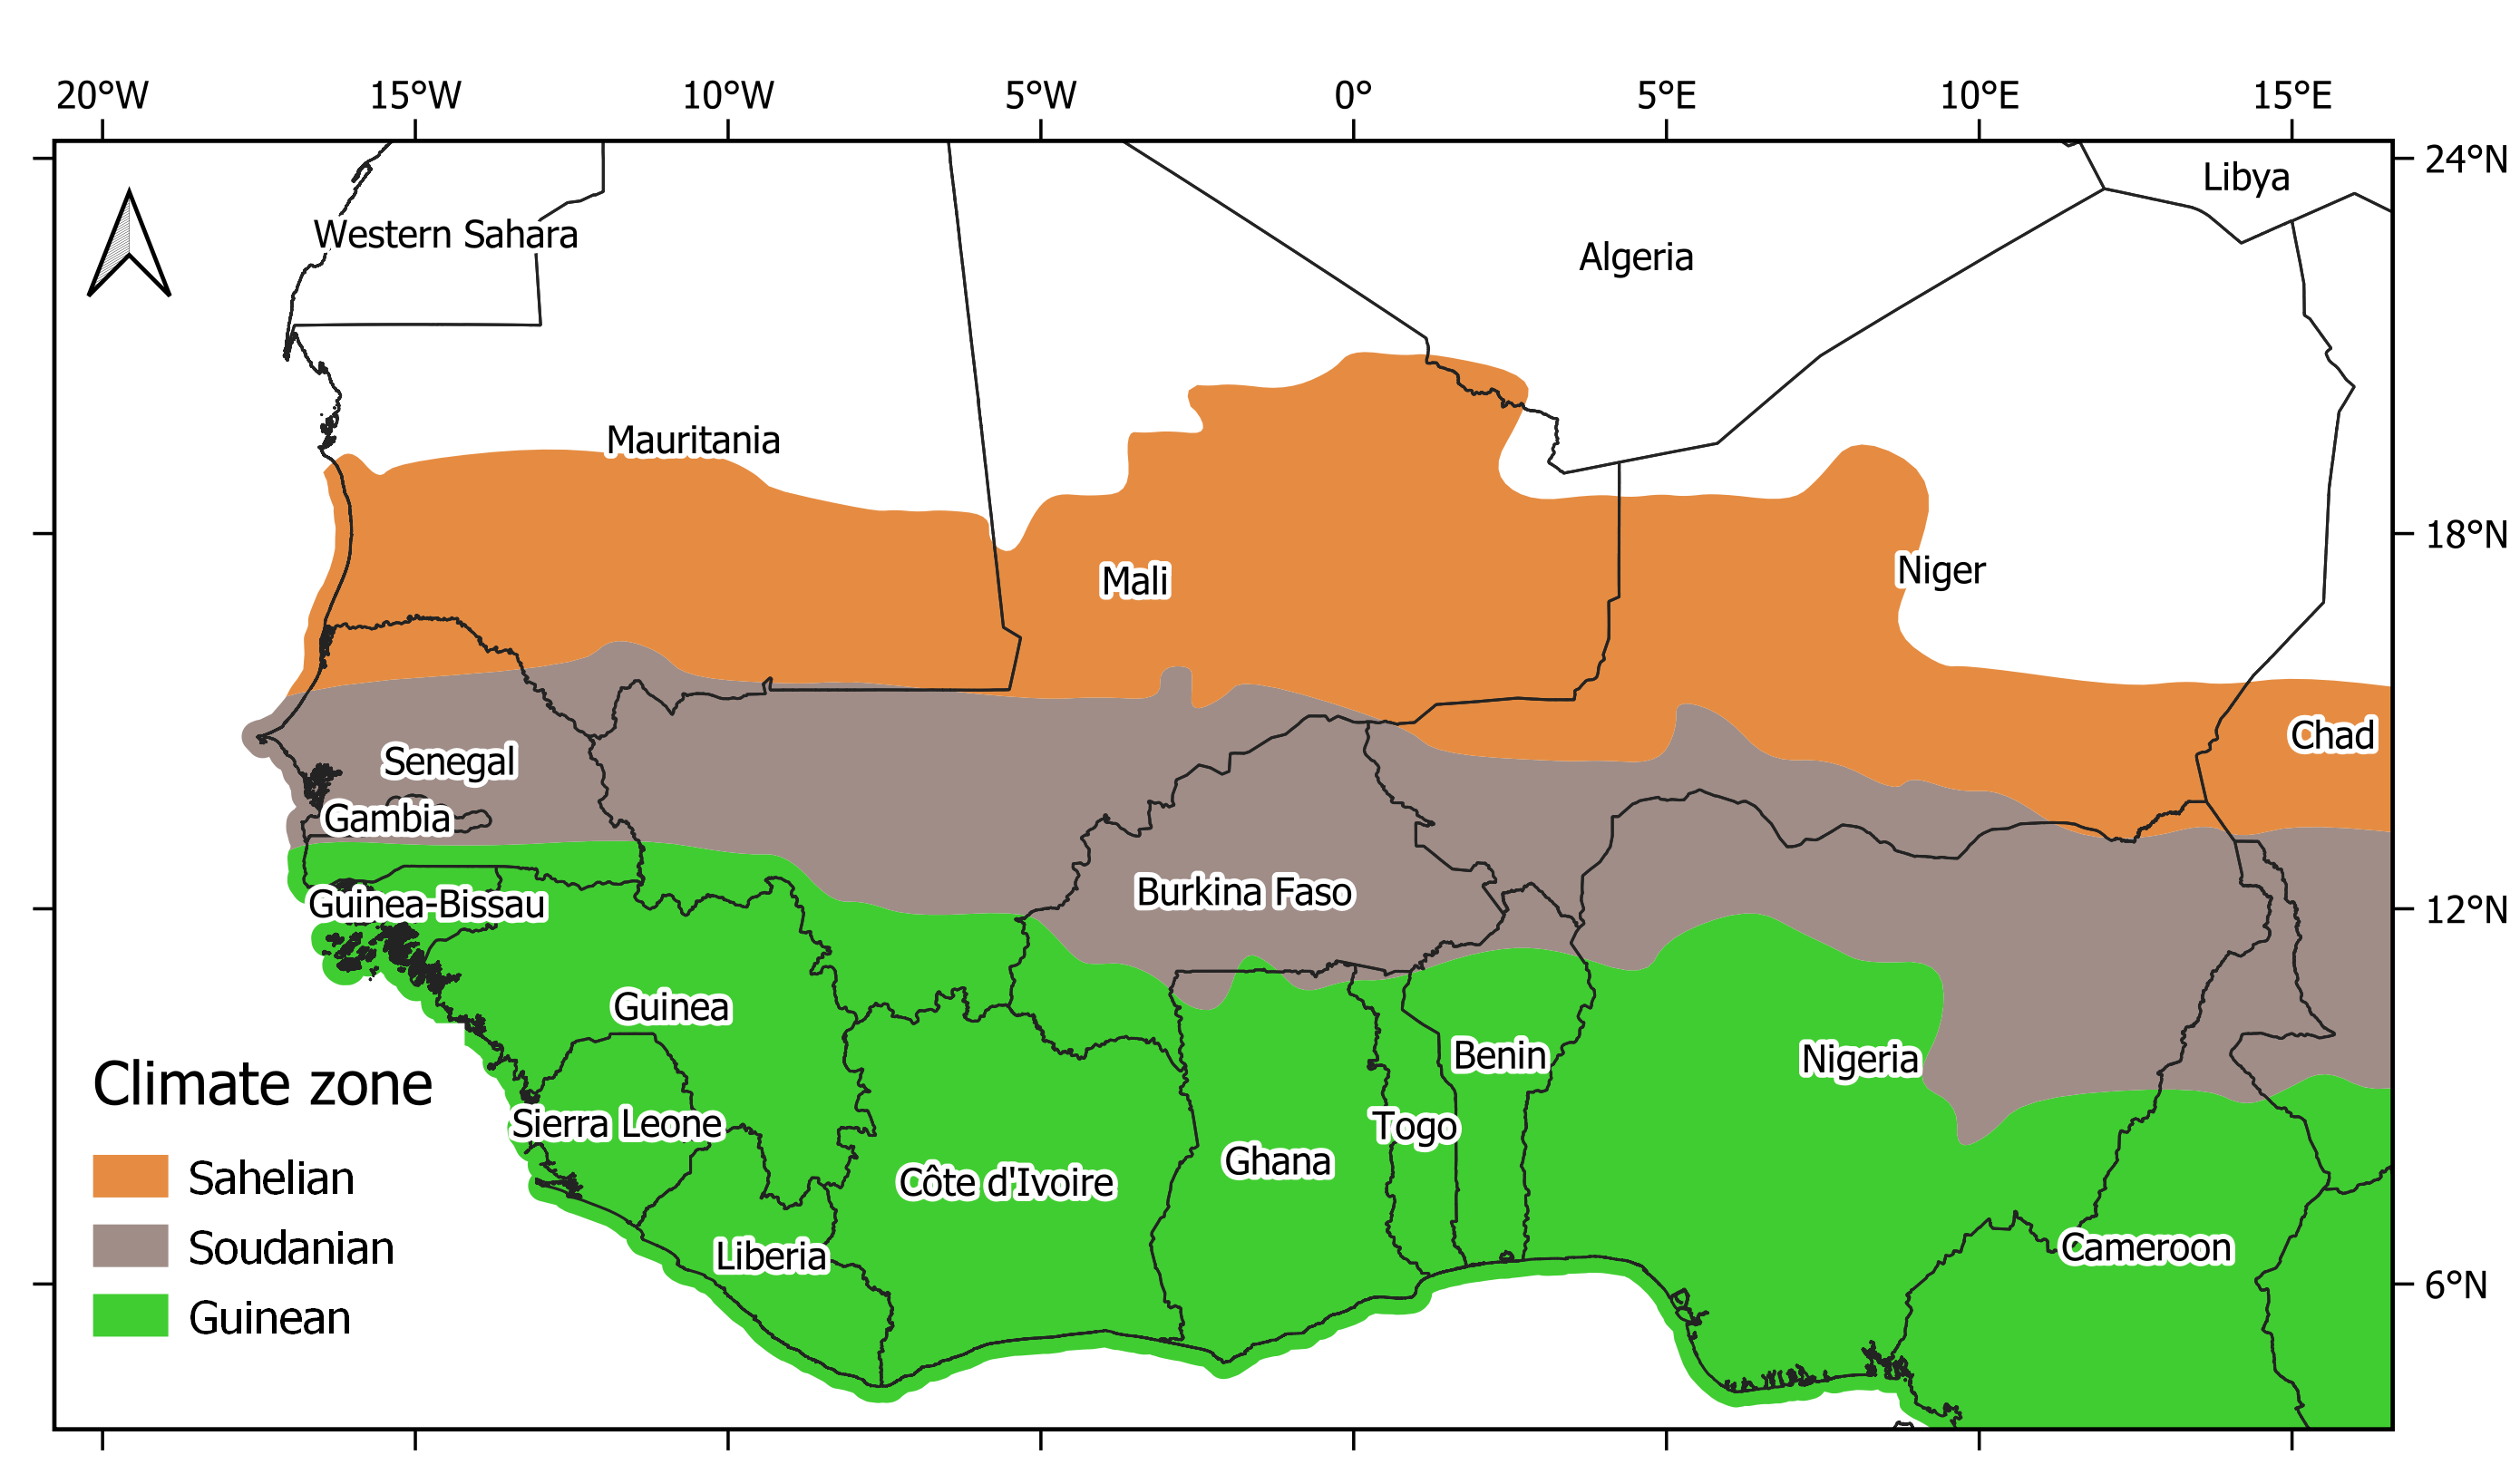 20°W 15°W 10°W 5°W 0° 5°E 10°E 15°E
24°N
Libya
Western Sahara
Algeria
Mauritania
18°N
Niger
Mali
Chad
Senegal
Gambia
Burkina Faso
Guinea-Bissau
12°N
Guinea
Benin
Nigeria
Climate zone
Sierra Leone
Togo
Ghana
Sahelian
Côte d'Ivoire
Soudanian
Cameroon
Liberia
6°N
Guinean